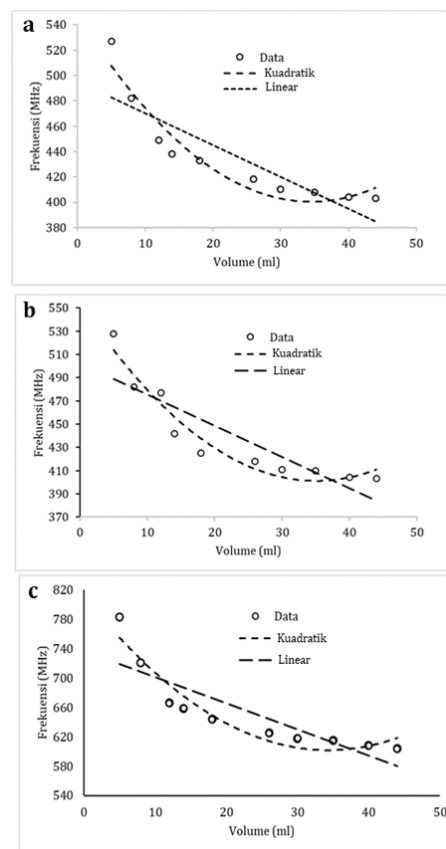 a
540
520
500
480
460
440
420
400
380
0 10 20 30 40 50
Frekuensi (MHz)
Volume (ml)
Data
Kuadratik
Linear
b
550
530
510
490
470
450
430
410
390
370
0 10 20 30 40 50
Frekuensi (MHz)
Volume (ml)
Data
Kuadratik
Linear
c
820
780
740
700
660
620
580
540
0 10 20 30 40 50
Frekuensi (MHz)
Volume (ml)
Data
Kuadratik
Linear